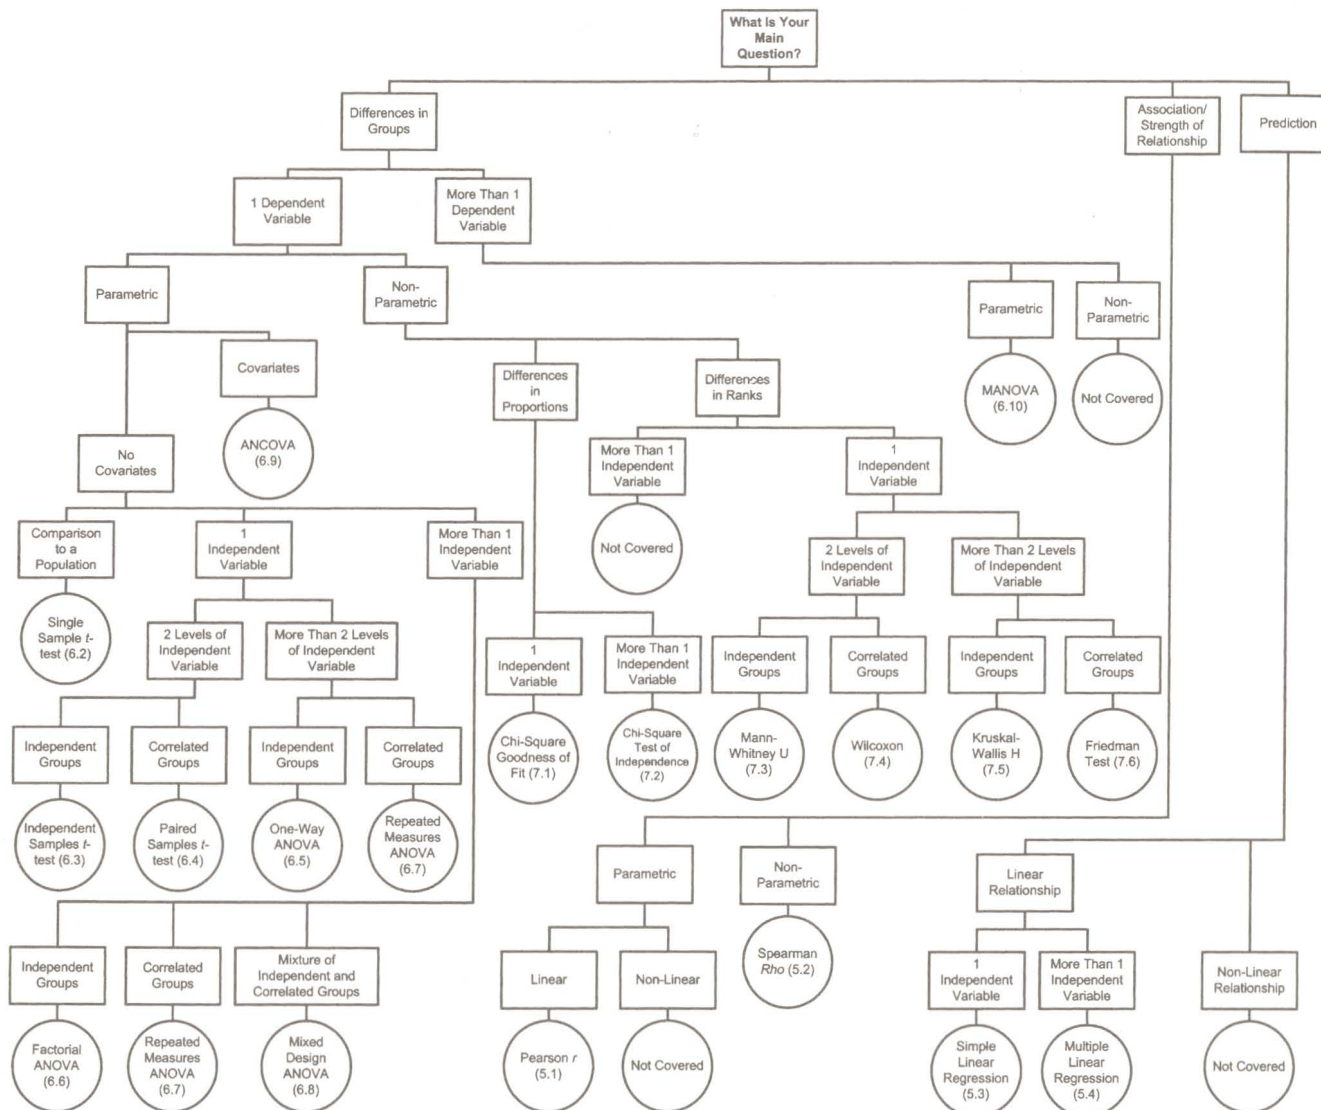 What Is Your
Main
Question?
Differences in
Groups
Association/
Strength of
Relationship
Prediction
1 Dependent
Variable
More Than 1
Dependent
Variable
Parametric
Non-
Parametric
Parametric
Non-
Parametric
Covariates
Differences
in
Proportions
Differences
in Ranks
MANOVA
(6.10)
Not Covered
ANCOVA
(6.9)
No
Covariates
More Than 1
Independent
Variable
1
Independent
Variable
Comparison
to a
Population
1
Independent
Variable
More Than 1
Independent
Variable
Not Covered
2 Levels of
Independent
Variable
More Than 2 Levels
of Independent
Variable
Single
Sample t-
test (6.2)
2 Levels of
Independent
Variable
More Than 2 Levels
of Independent
Variable
1
Independent
Variable
More Than 1
Independent
Variable
Independent
Groups
Correlated
Groups
Independent
Groups
Correlated
Groups
Independent
Groups
Correlated
Groups
Independent
Groups
Correlated
Groups
Chi-Square
Goodness of
Fit (7.1)
Chi-Square
Test of
Independence
(7.2)
Mann-
Whitney U
(7.3)
Wilcoxon
(7.4)
Kruskal-
Wallis H
(7.5)
Friedman
Test (7.6)
Independent
Samples t-
test (6.3)
Paired
Samples t-
test (6.4)
One-Way
ANOVA
(6.5)
Repeated
Measures
ANOVA
(6.7)
Parametric
Non-
Parametric
Linear
Relationship
Independent
Groups
Correlated
Groups
Mixture of
Independent and
Correlated Groups
Linear
Non-Linear
Spearman
Rho (5.2)
1
Independent
Variable
More Than 1
Independent
Variable
Non-Linear
Relationship
Factorial
ANOVA
(6.6)
Repeated
Measures
ANOVA
(6.7)
Mixed
Design
ANOVA
(6.8)
Pearson r
(5.1)
Not Covered
Simple
Linear
Regression
(5.3)
Multiple
Linear
Regression
(5.4)
Not Covered